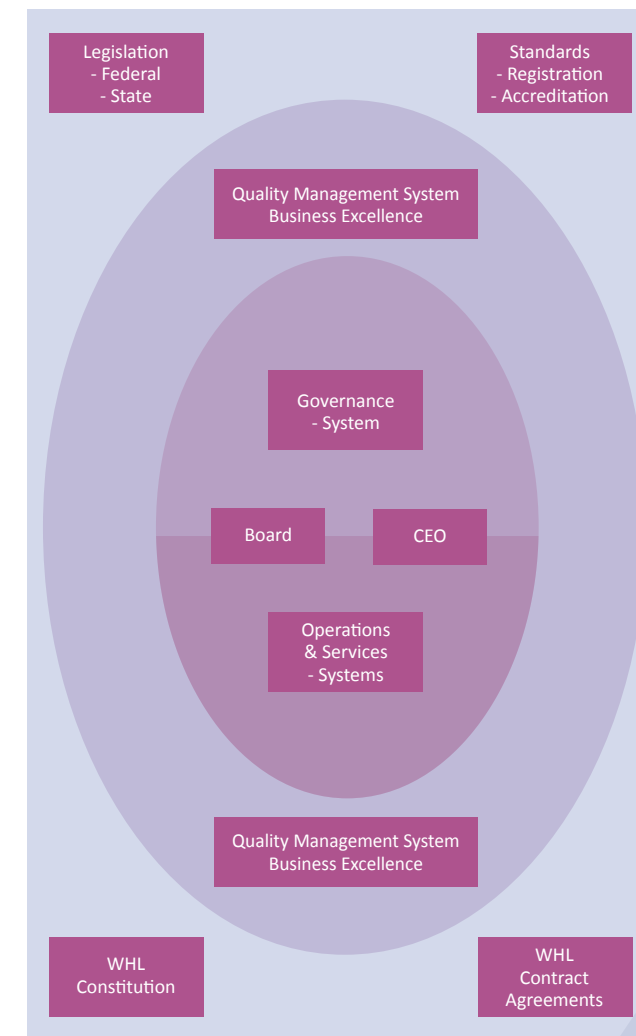 Legislation
- Federal
- State
Standards
- Registration
- Accreditation
Quality Management System
Business Excellence
Governance
- System
Board
CEO
Operations
& Services
- Systems
Quality Management System
Business Excellence
WHL
Constitution
WHL
Contract
Agreements